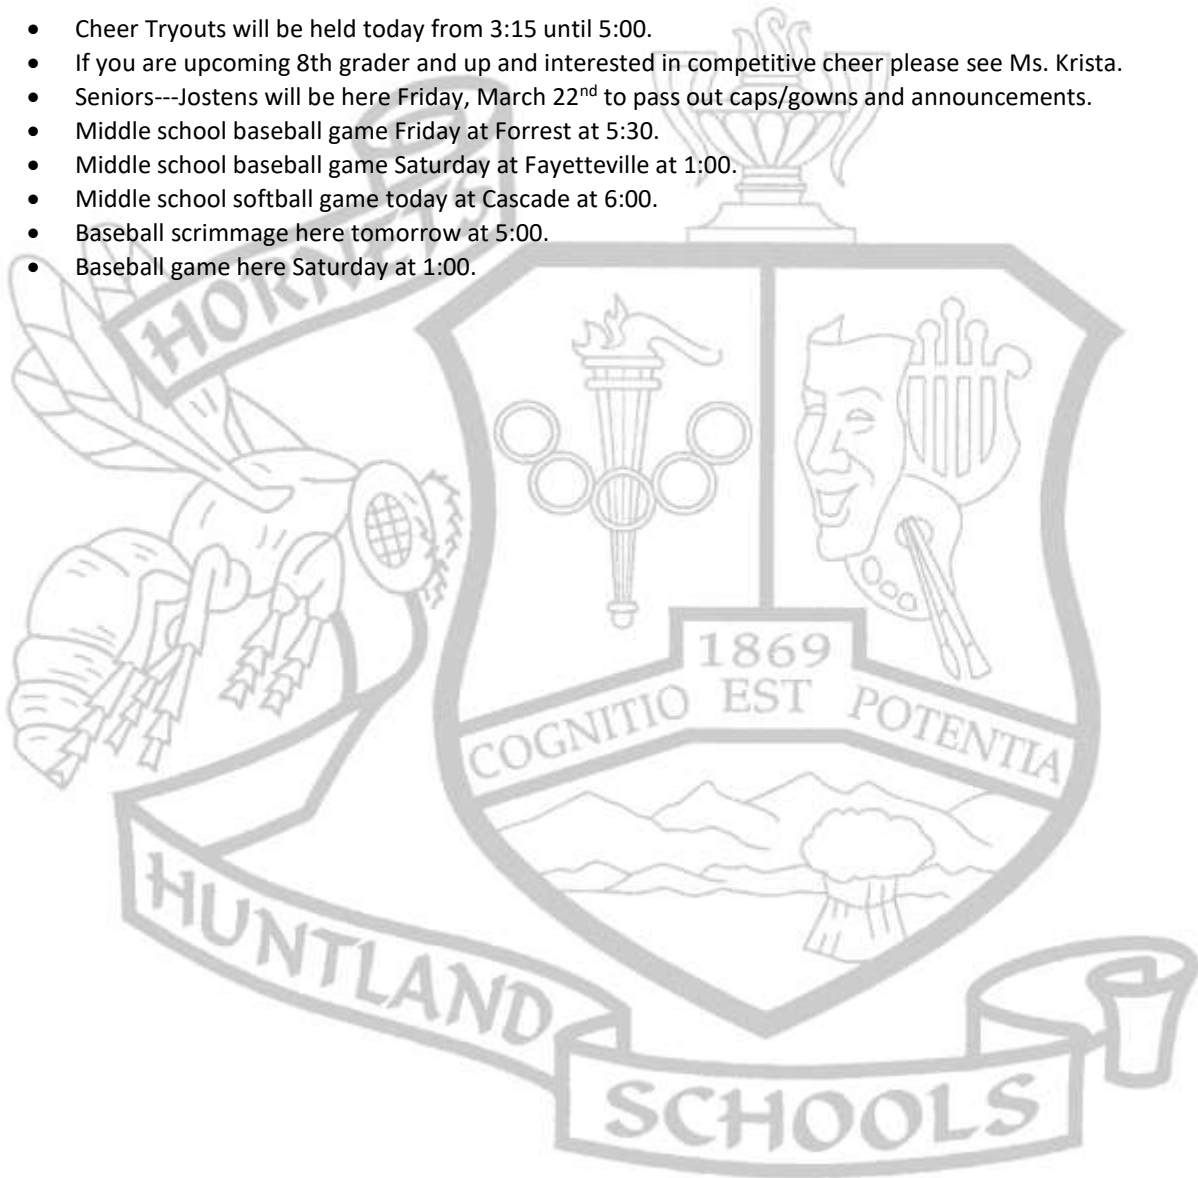 • Cheer Tryouts will be held today from 3:15 until 5:00.
• If you are upcoming 8th grader and up and interested in competitive cheer please see Ms. Krista.
• Seniors---Jostens will be here Friday, March 22nd to pass out caps/gowns and announcements.
• Middle school baseball game Friday at Forrest at 5:30.
• Middle school baseball game Saturday at Fayetteville at 1:00.
• Middle school softball game today at Cascade at 6:00.
• Baseball scrimmage here tomorrow at 5:00.
• Baseball game here Saturday at 1:00.
HORNETS
1869
COGNITIO EST POTENTIA
HUNTLAND
SCHOOLS